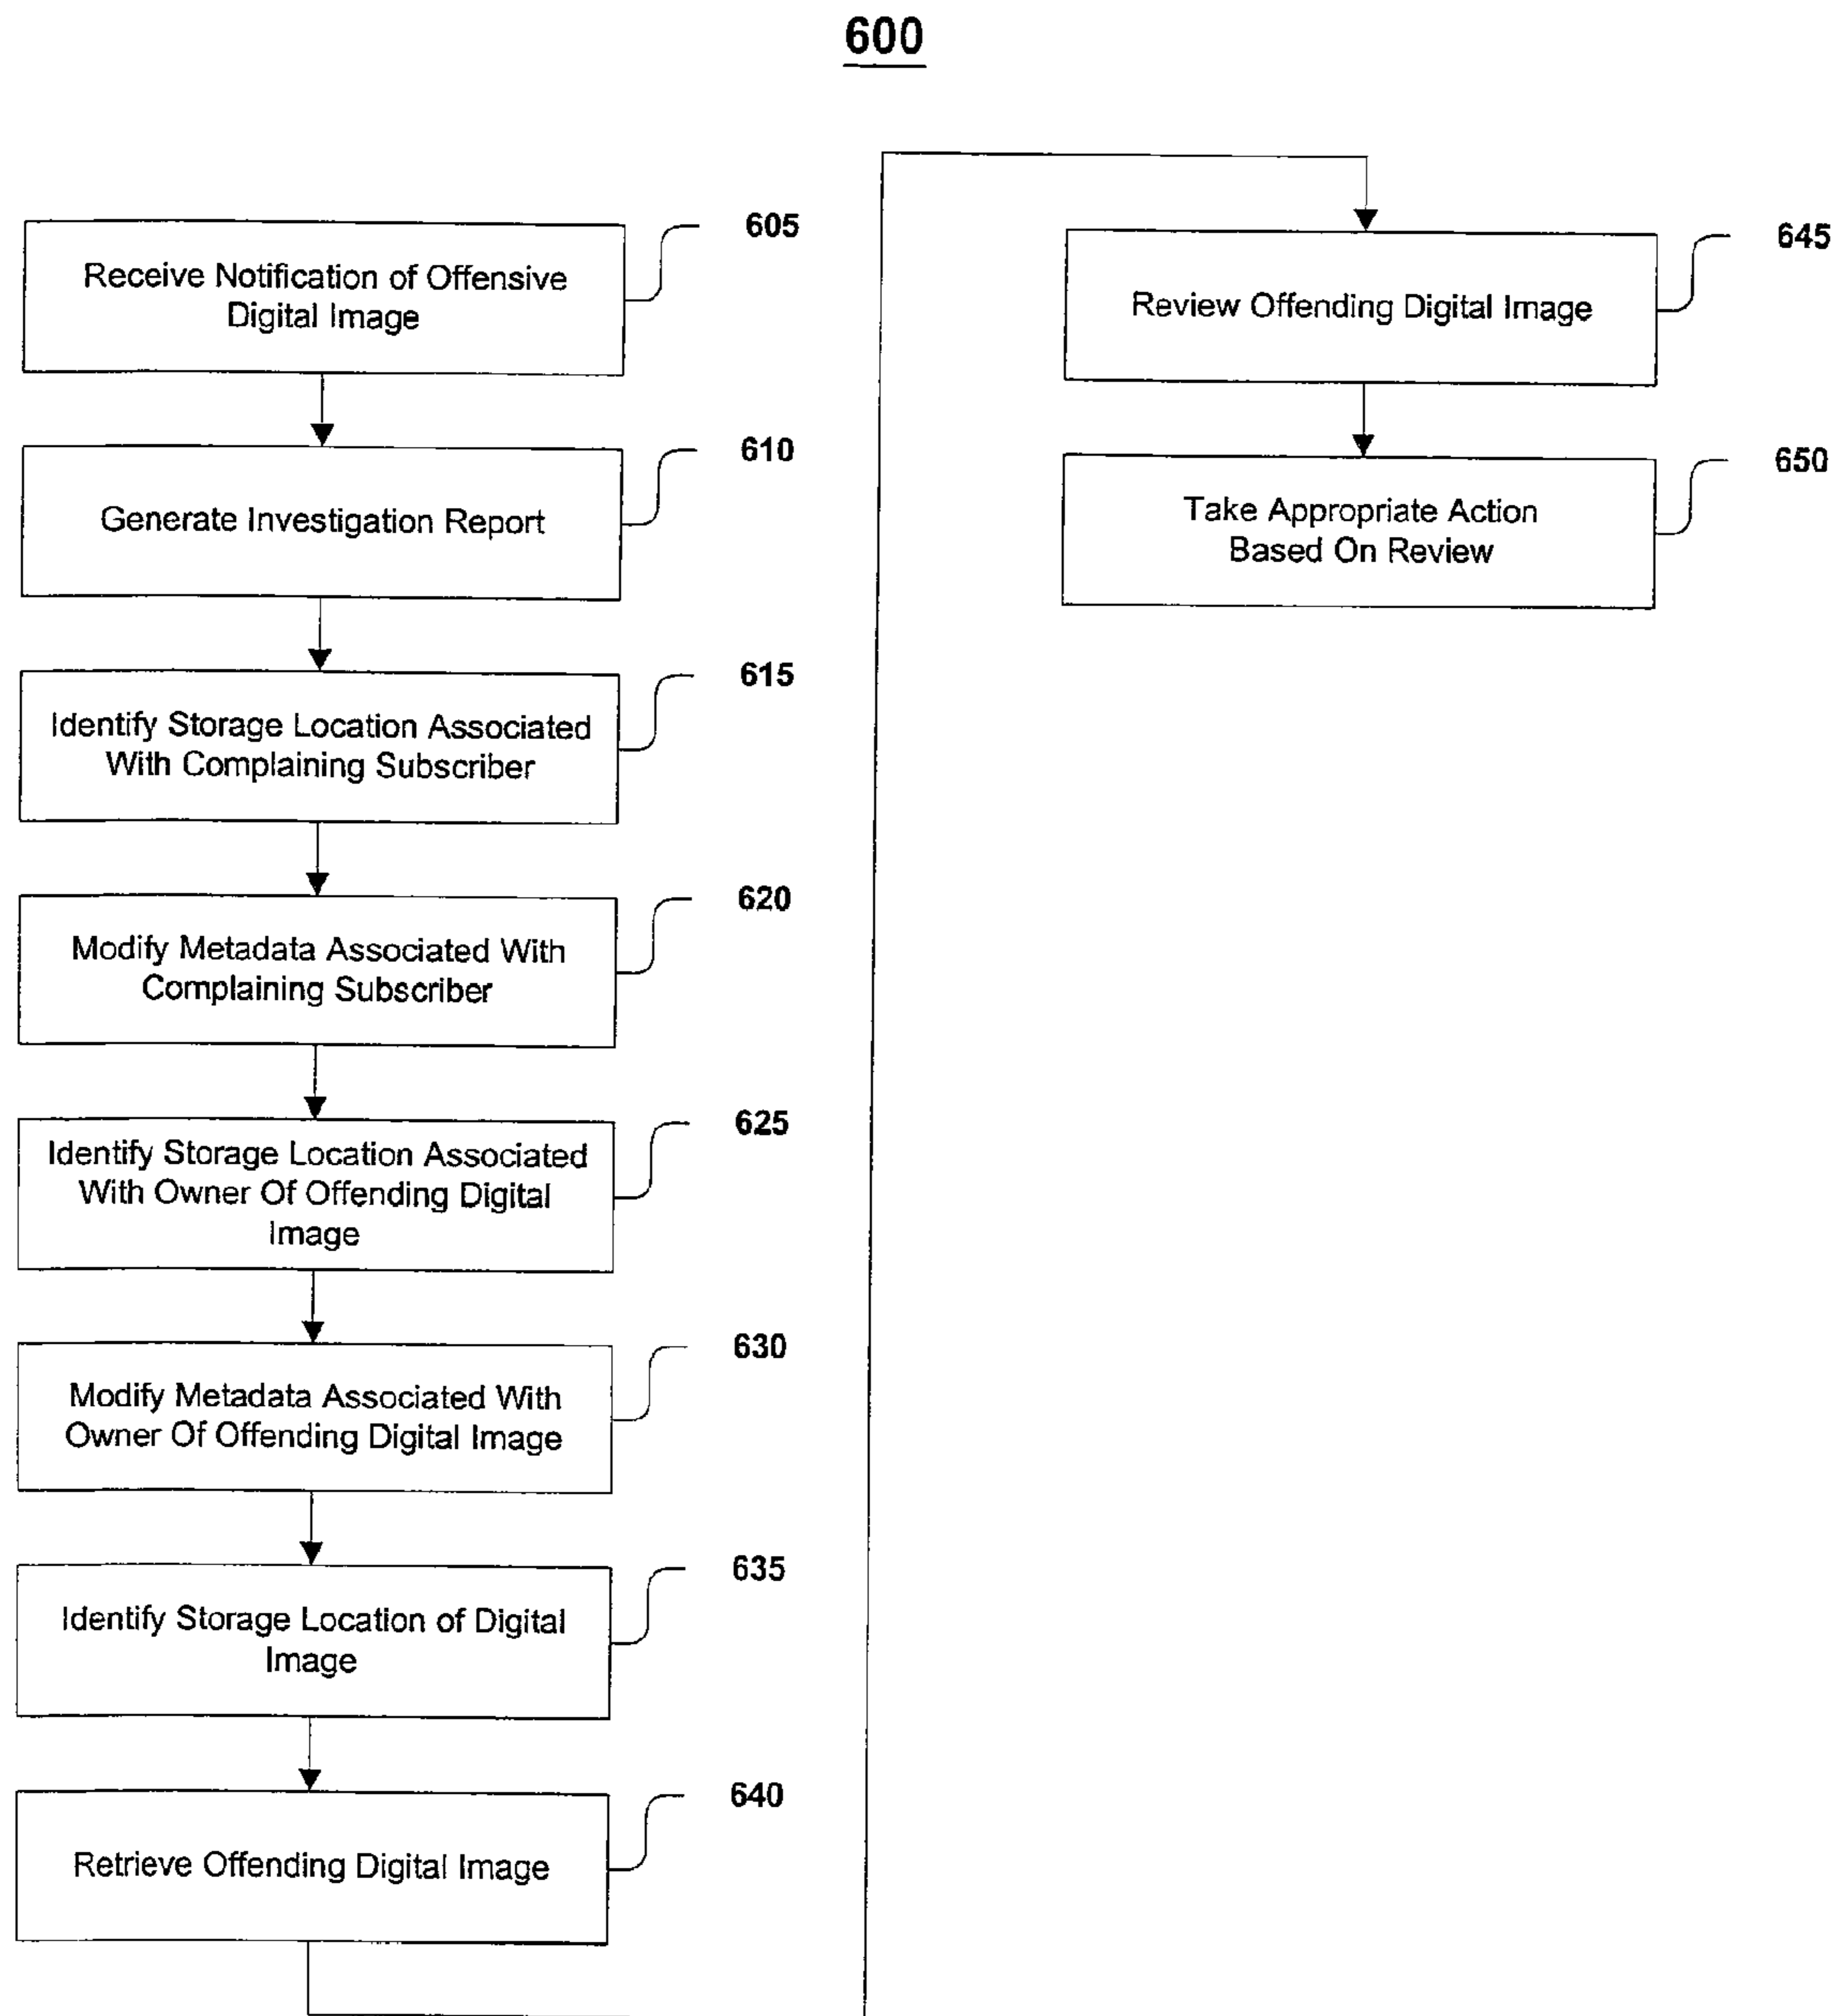 600
605
Receive Notification of Offensive
Digital Image
610
Generate Investigation Report
615
Identify Storage Location Associated
With Complaining Subscriber
620
Modify Metadata Associated With
Complaining Subscriber
625
Identify Storage Location Associated
With Owner Of Offending Digital
Image
630
Modify Metadata Associated With
Owner Of Offending Digital Image
635
Identify Storage Location of Digital
Image
640
Retrieve Offending Digital Image
645
Review Offending Digital Image
650
Take Appropriate Action
Based On Review